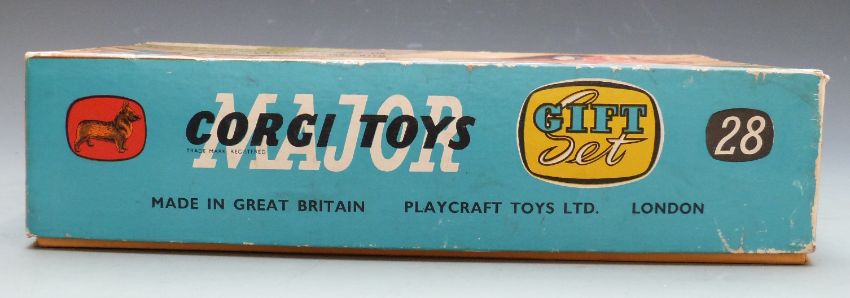 MAJOR
CORGI TOYS
TRADE MARK REGISTERED
GIFT
Set
28
MADE IN GREAT BRITAIN PLAYCRAFT TOYS LTD. LONDON